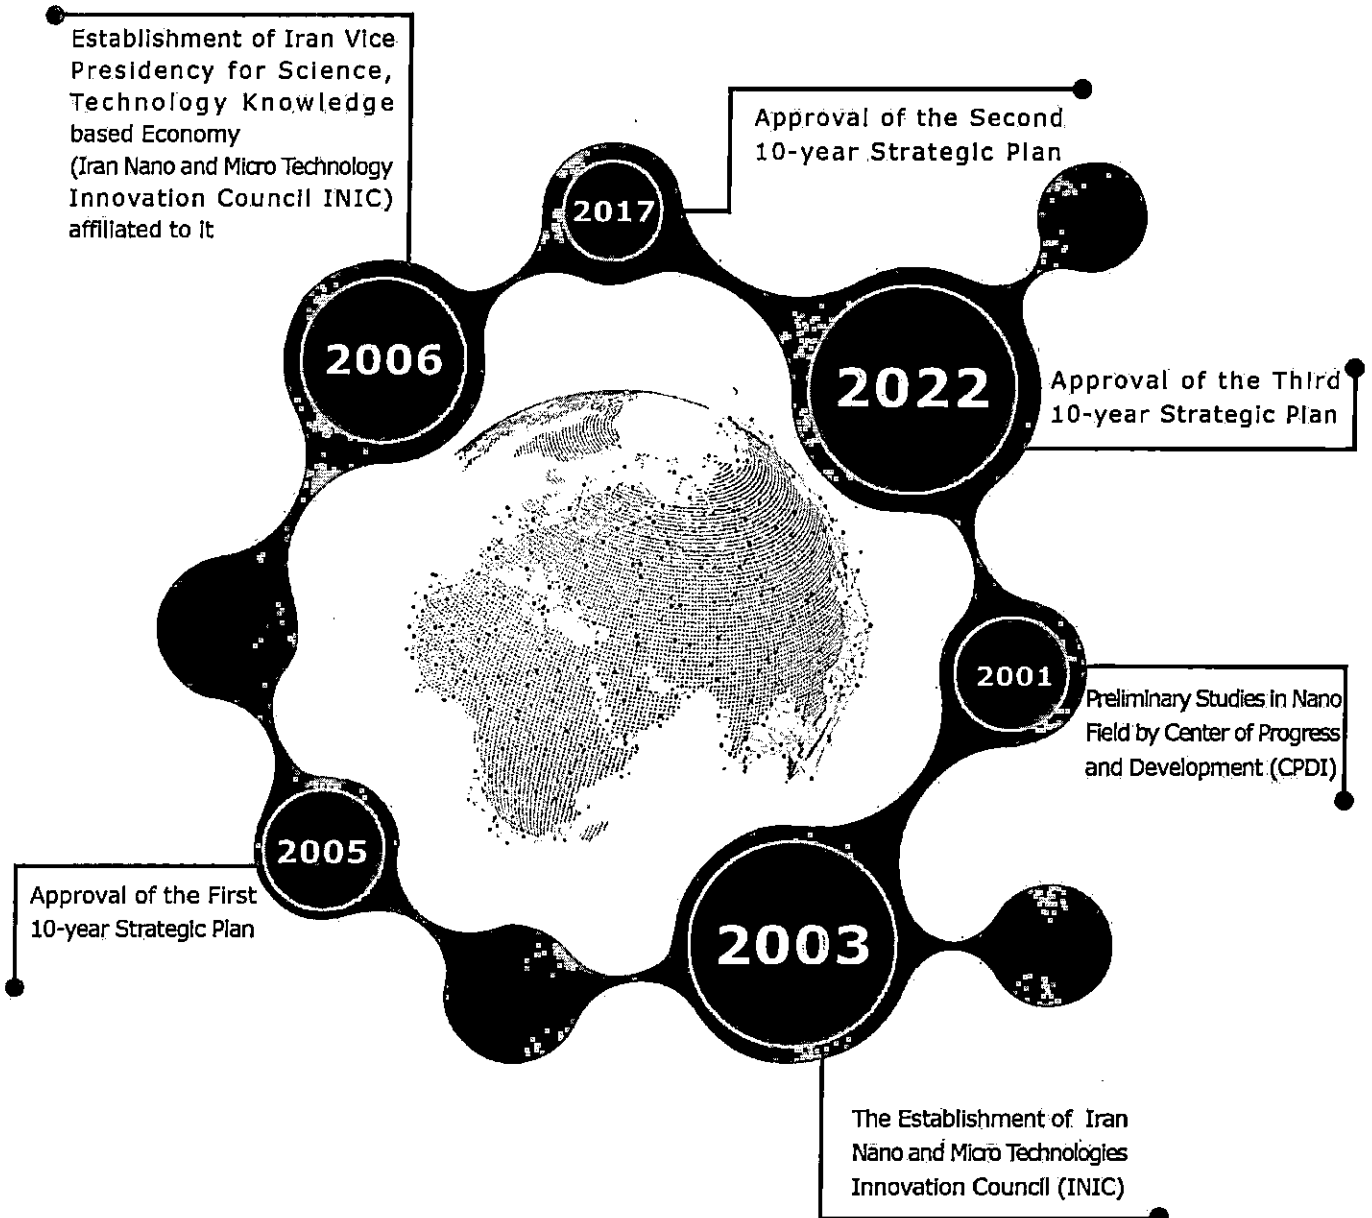 Establishment of Iran Vice
Presidency for Science,
Technology Knowledge
based Economy
(Iran Nano and Micro Technology
Innovation Council INIC)
affiliated to it
2006
2017
Approval of the Second
10-year Strategic Plan
2022
Approval of the Third
10-year Strategic Plan
2001
Preliminary Studies in Nano
Field by Center of Progress
and Development (CPDI)
2005
Approval of the First
10-year Strategic Plan
2003
The Establishment of Iran
Nano and Micro Technologies
Innovation Council (INIC)